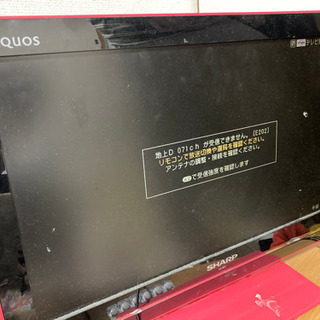 QUOS
テレビ
地上D 071ch が受信できません。[E202]
リモコンで放送切換や選局を確認ください。
アンテナの調整・接続を確認ください。
で受信強度を確認します
SHARP